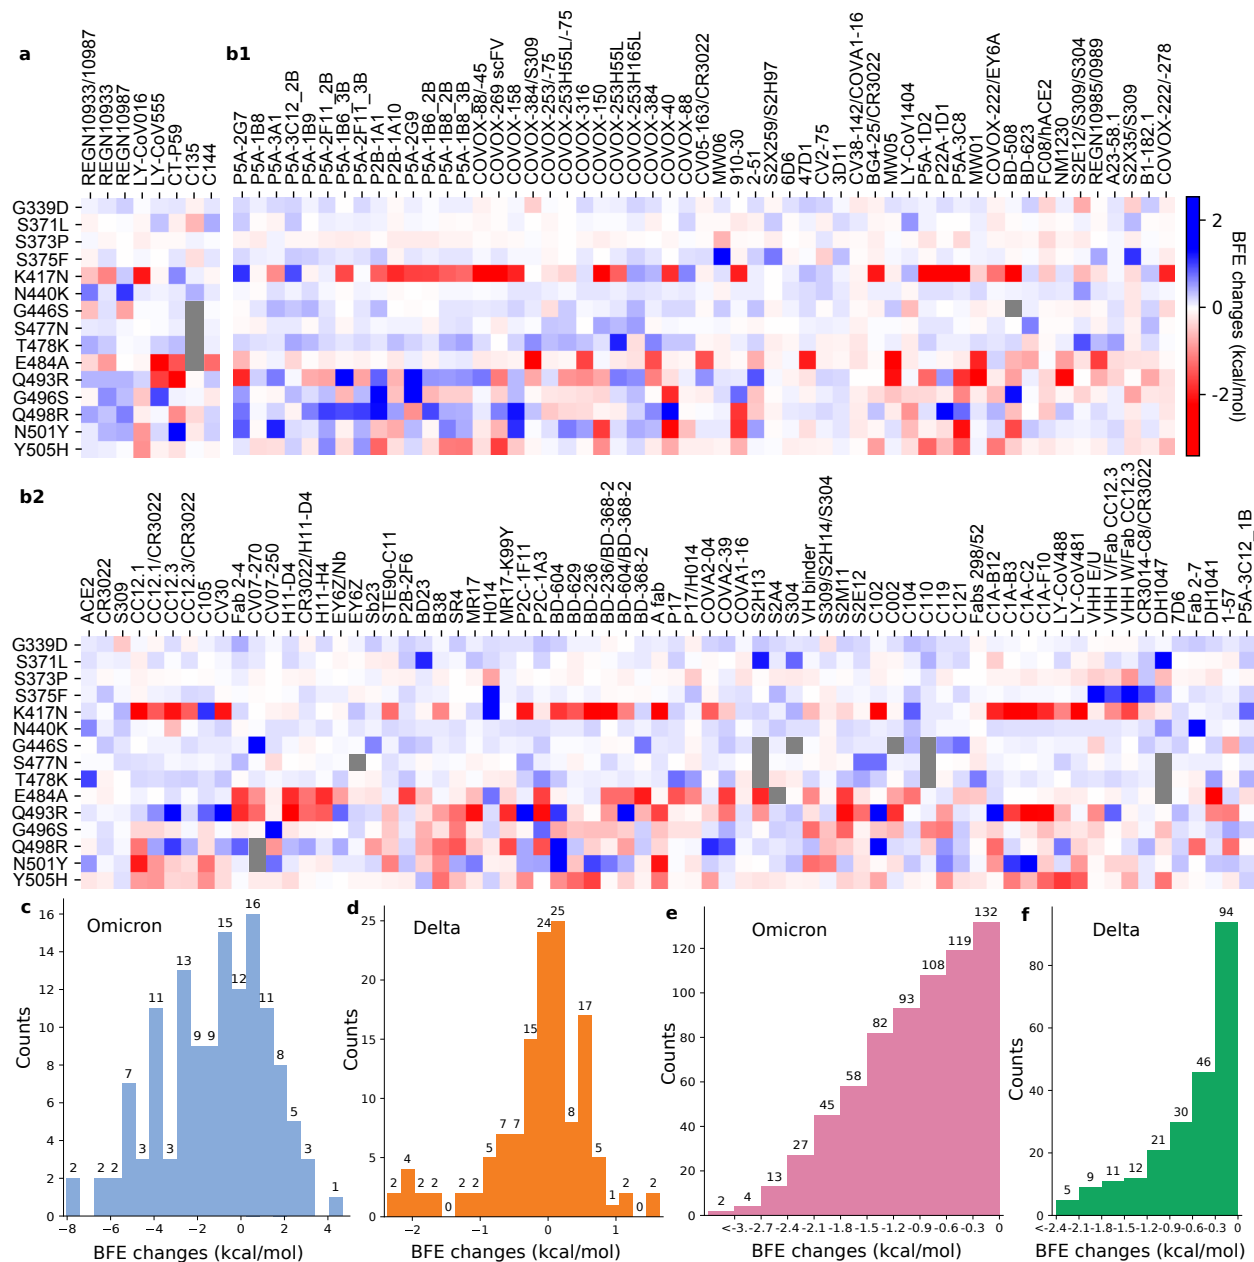 a
b1
REGN10933/10987
REGN10933
REGN10987
LY-CoV016
LY-CoV555
CT-P59
C135
C144
P5A-2G7
P5A-1B8
P5A-3A1
P5A-3C12_2B
P5A-1B9
P5A-2F11_2B
P5A-1B6_3B
P5A-2F11_3B
P2B-1A1
P2B-1A10
P5A-2G9
P5A-1B6_2B
P5A-1B8_2B
P5A-1B8_3B
COVOX-88/-45
COVOX-269 scFV
COVOX-158
COVOX-384/S309
COVOX-253/-75
COVOX-253H55L/-75
COVOX-316
COVOX-150
COVOX-253H55L
COVOX-253H165L
COVOX-384
COVOX-40
COVOX-88
CV05-163/CR3022
MW06
910-30
2-51
S2X259/S2H97
6D6
47D1
CV2-75
3D11
CV38-142/COVA1-16
BG4-25/CR3022
MW05
LY-CoV1404
P5A-1D2
P22A-1D1
P5A-3C8
MW01
COVOX-222/EY6A
BD-508
BD-623
FC08/hACE2
NM1230
S2E12/S309/S304
REGN10985/0989
A23-58.1
S2X35/S309
B1-182.1
COVOX-222/-278
G339D
S371L
S373P
S375F
K417N
N440K
G446S
S477N
T478K
E484A
Q493R
G496S
Q498R
N501Y
Y505H
2
0
-2
BFE changes (kcal/mol)
b2
ACE2
CR3022
S309
CC12.1
CC12.1/CR3022
CC12.3
CC12.3/CR3022
C105
CV30
Fab 2-4
CV07-270
CV07-250
H11-D4
CR3022/H11-D4
H11-H4
EY6Z/Nb
EY6Z
Sb23
STE90-C11
P2B-2F6
BD23
B38
SR4
MR17
H014
MR17-K99Y
P2C-1F11
P2C-1A3
BD-604
BD-629
BD-236
BD-236/BD-368-2
BD-604/BD-368-2
BD-368-2
A fab
P17
P17/H014
COVA2-04
COVA2-39
COVA1-16
S2H13
S2A4
S304
VH binder
S309/S2H14/S304
S2M11
S2E12
C102
C002
C104
C110
C119
C121
Fabs 298/52
C1A-B12
C1A-B3
C1A-C2
C1A-F10
LY-CoV488
LY-CoV481
VHH E/U
VHH V/Fab CC12.3
VHH W/Fab CC12.3
CR3014-C8/CR3022
DH1047
7D6
Fab 2-7
DH1041
1-57
P5A-3C12_1B
G339D
S371L
S373P
S375F
K417N
N440K
G446S
S477N
T478K
E484A
Q493R
G496S
Q498R
N501Y
Y505H
c
Omicron
Counts
16
14
12
10
8
6
4
2
0
2
2
2
7
3
11
3
13
9
9
15
12
16
11
8
5
3
1
−8
−6
−4
−2
0
2
4
BFE changes (kcal/mol)
d
Delta
Counts
25
20
15
10
5
0
2
4
2
2
0
2
2
5
7
7
15
24
25
8
17
5
1
2
0
2
−2
−1
0
1
BFE changes (kcal/mol)
e
Omicron
Counts
120
100
80
60
40
20
0
2
4
13
27
45
58
82
93
108
119
132
<-3.
-2.7
-2.4
-2.1
-1.8
-1.5
-1.2
-0.9
-0.6
-0.3
0
BFE changes (kcal/mol)
f
Delta
Counts
80
60
40
20
0
5
9
11
12
21
30
46
94
<-2.4
-2.1
-1.8
-1.5
-1.2
-0.9
-0.6
-0.3
0
BFE changes (kcal/mol)